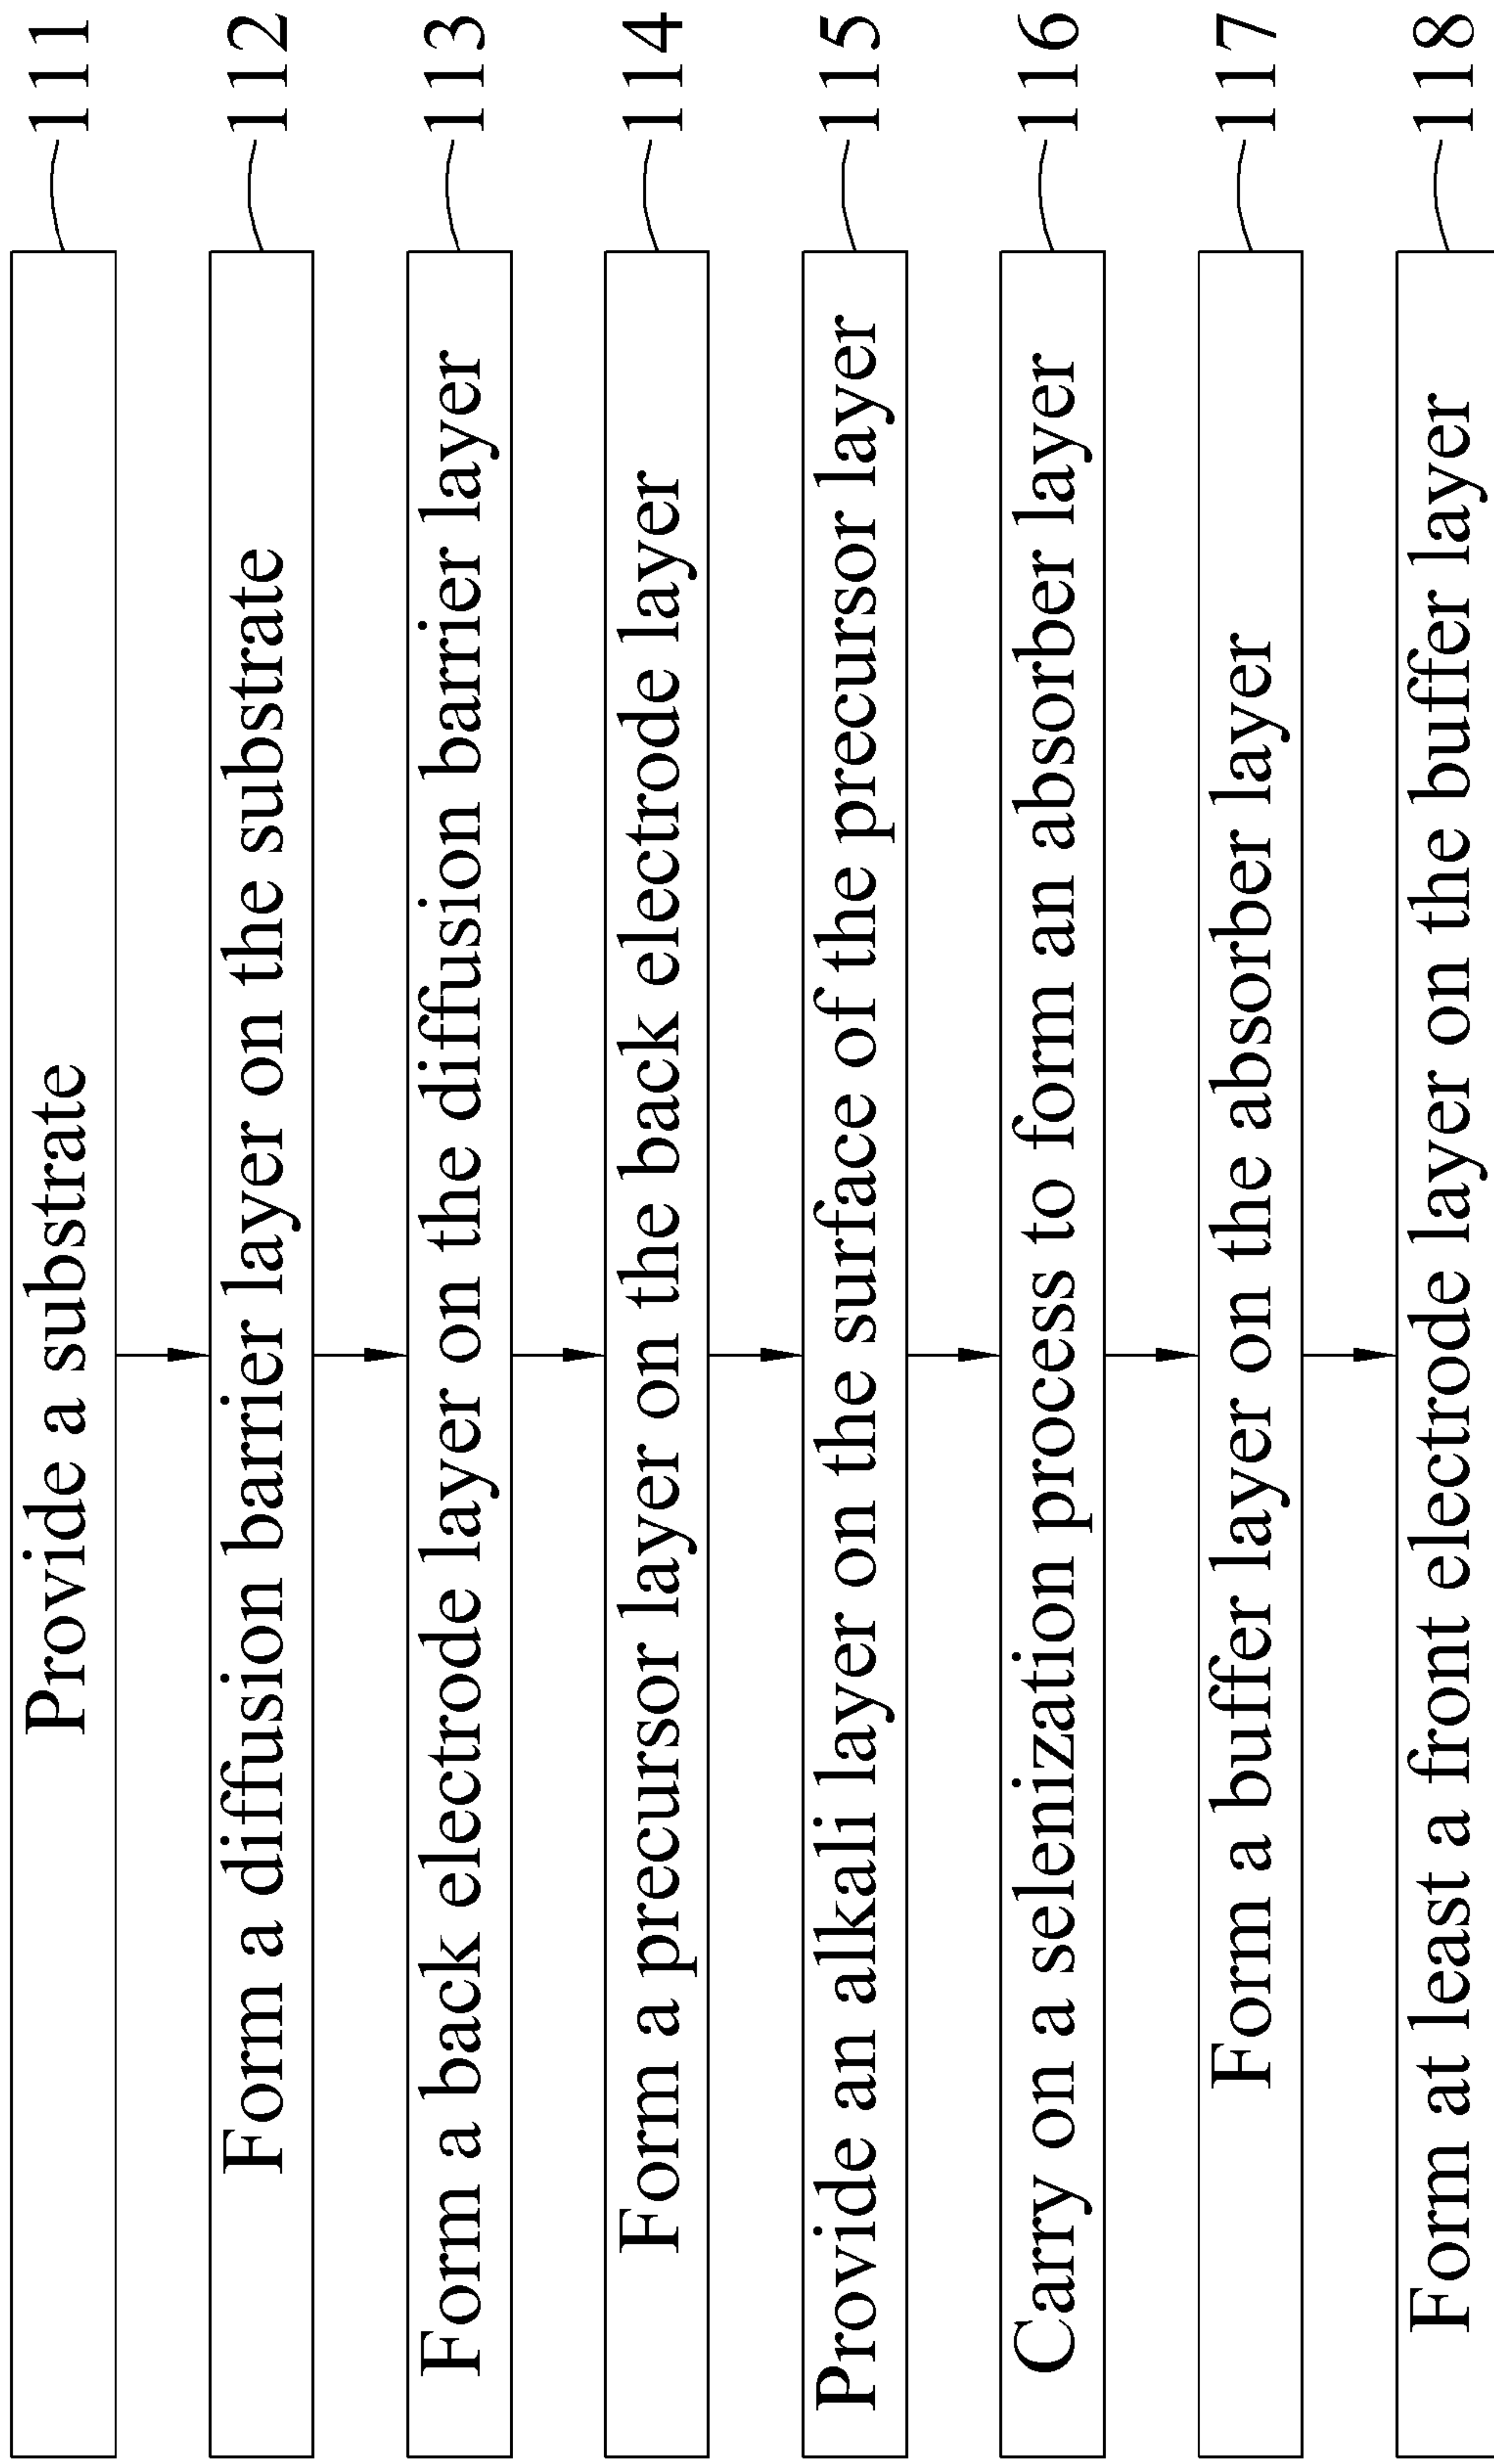 Provide a substrate 111
Form a diffusion barrier layer on the substrate 112
Form a back electrode layer on the diffusion barrier layer 113
Form a precursor layer on the back electrode layer 114
Provide an alkali layer on the surface of the precursor layer 115
Carry on a selenization process to form an absorber layer 116
Form a buffer layer on the absorber layer 117
Form at least a front electrode layer on the buffer layer 118